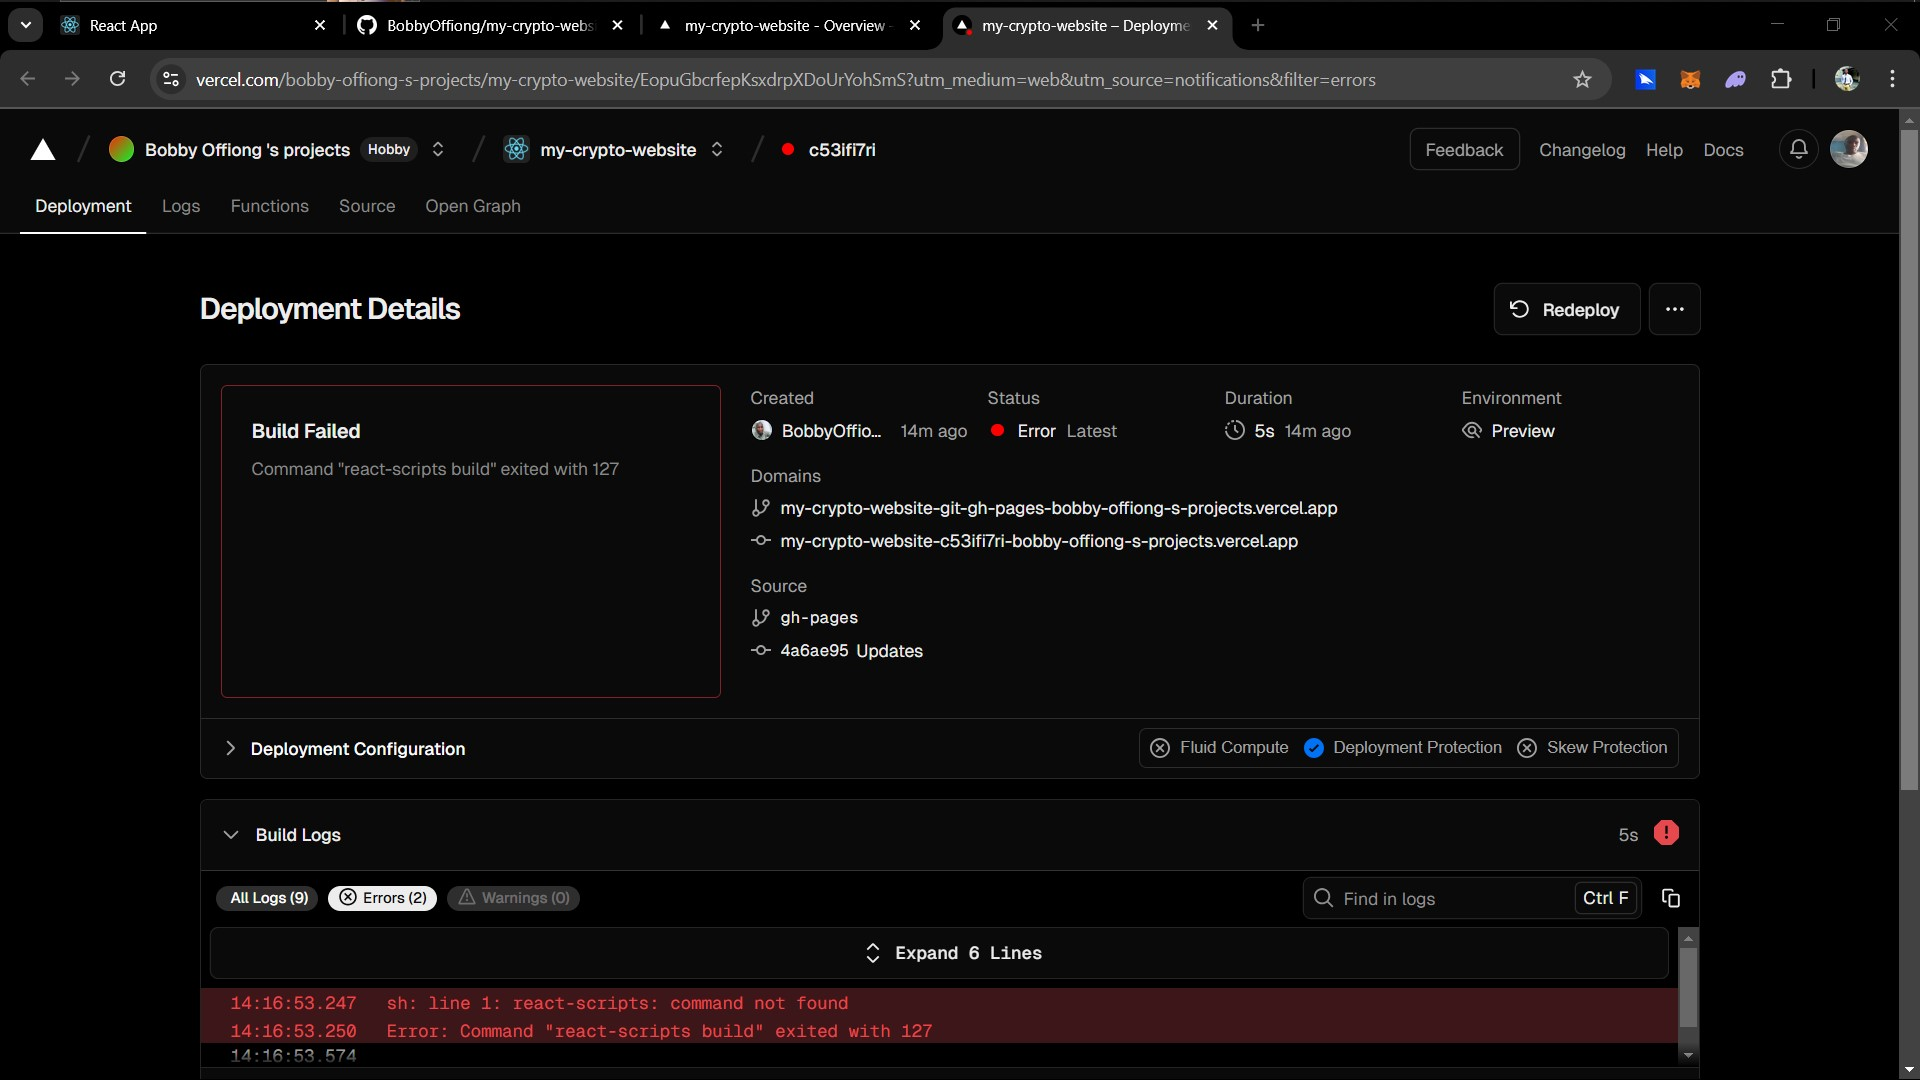 React App
BobbyOffiong/my-crypto-webs
my-crypto-website - Overview -
my-crypto-website – Deployme
vercel.com/bobby-offiong-s-projects/my-crypto-website/EopuGbcrfepKsxdrpXDoUrYohSmS?utm_medium=web&utm_source=notifications&filter=errors
Bobby Offiong 's projects Hobby / my-crypto-website / c53ifi7ri
Feedback Changelog Help Docs
Deployment Logs Functions Source Open Graph
Deployment Details
Redeploy
Build Failed
Command "react-scripts build" exited with 127
Created Status Duration Environment
BobbyOffio... 14m ago Error Latest 5s 14m ago Preview
Domains
my-crypto-website-git-gh-pages-bobby-offiong-s-projects.vercel.app
my-crypto-website-c53ifi7ri-bobby-offiong-s-projects.vercel.app
Source
gh-pages
4a6ae95 Updates
Deployment Configuration
Fluid Compute Deployment Protection Skew Protection
Build Logs
5s
All Logs (9) Errors (2) Warnings (0)
Find in logs Ctrl F
Expand 6 Lines
14:16:53.247 sh: line 1: react-scripts: command not found
14:16:53.250 Error: Command "react-scripts build" exited with 127
14:16:53.574